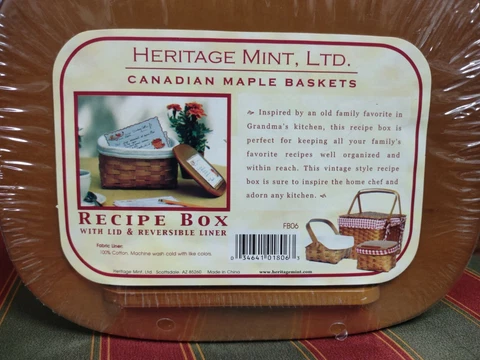 HERITAGE MINT, LTD.
CANADIAN MAPLE BASKETS
Inspired by an old family favorite in
Grandma's kitchen, this recipe box is
perfect for keeping all your family's
favorite recipes well organized and
within reach. This vintage style recipe
box is sure to inspire the home chef and
adorn any kitchen.
RECIPE BOX
WITH LID & REVERSIBLE LINER
Fabric Liner:
100% Cotton, Machine wash cold with like colors.
FB06
34641 01806
Heritage Mint, Ltd. Scottsdale, AZ 85260 Made in China
www.heritagemint.com